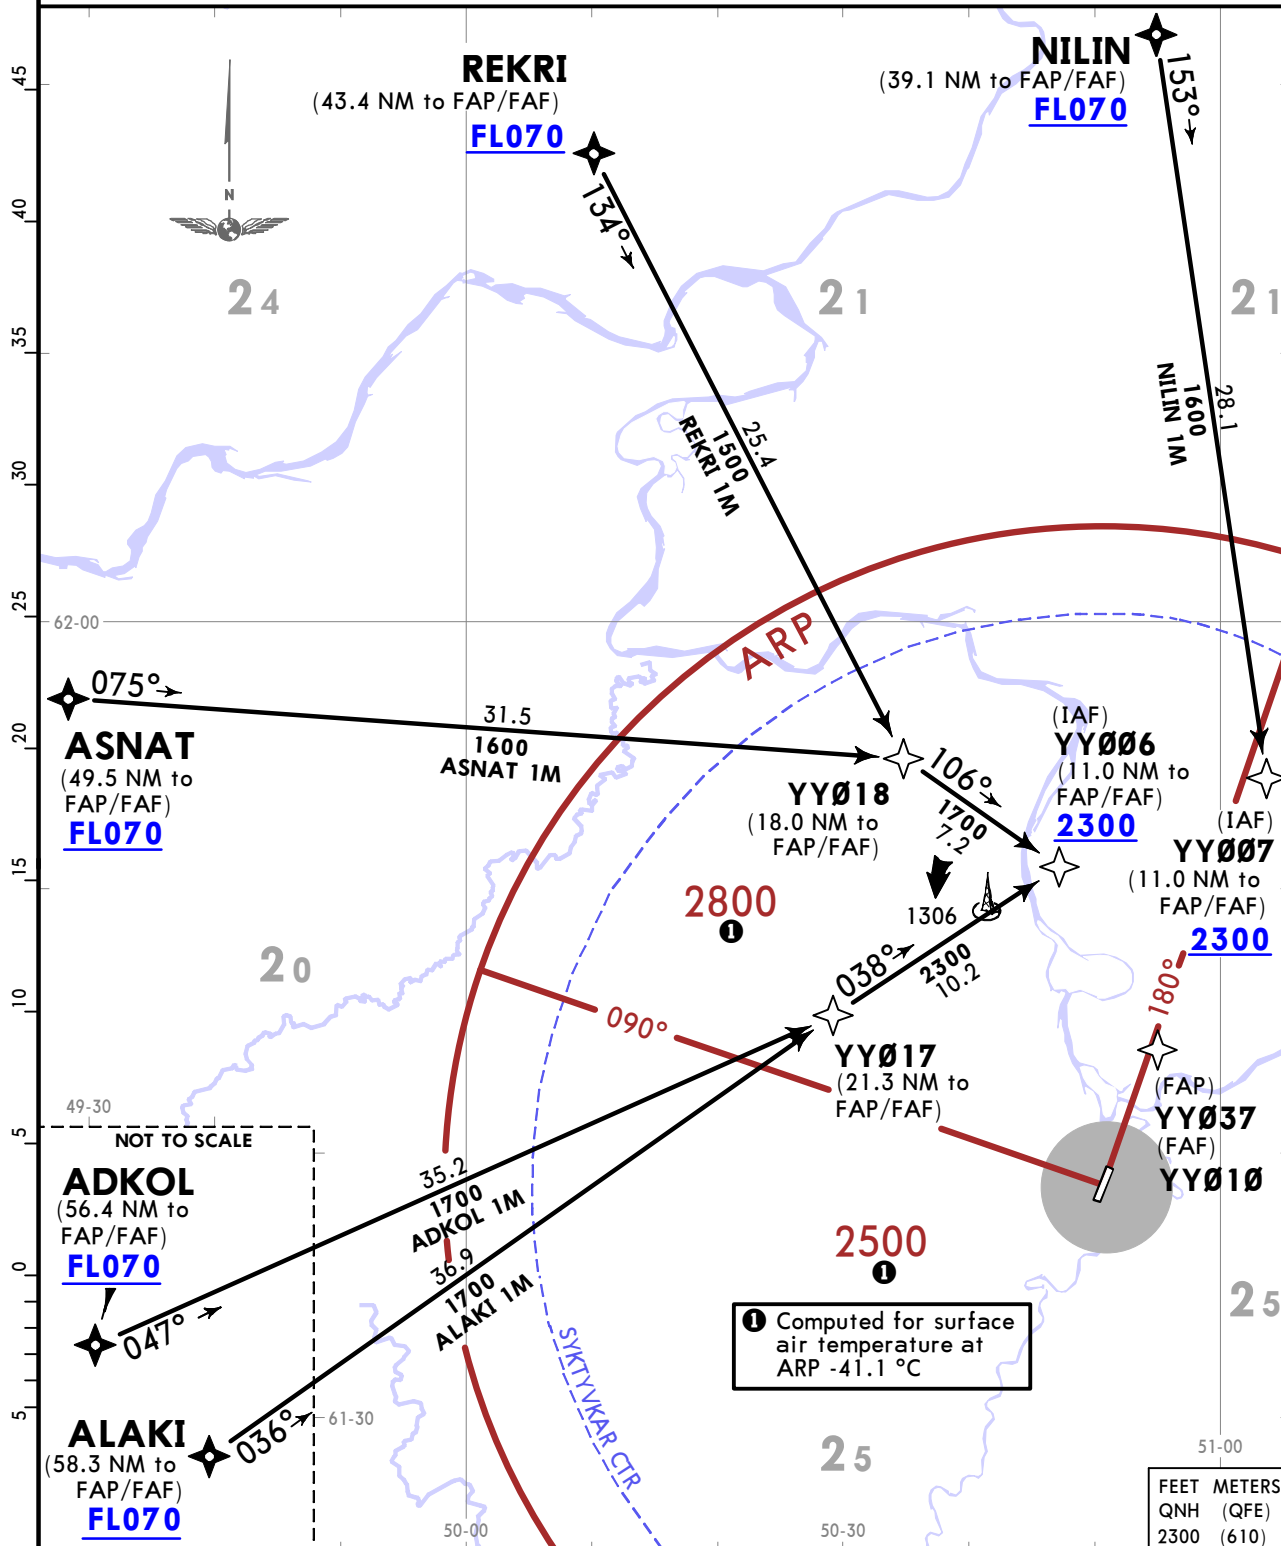 45
40
35
30
25
20
15
10
5
0
5
N
REKRI
(43.4 NM to FAP/FAF)
FL070
134°
NILIN
(39.1 NM to FAP/FAF)
FL070
153°
24
21
21
25.4
1500
REKRI 1M
28.1
1600
NILIN 1M
62-00
ARP
075°
ASNAT
(49.5 NM to
FAP/FAF)
FL070
31.5
1600
ASNAT 1M
YYØ18
(18.0 NM to
FAP/FAF)
106°
1700
7.2
(IAF)
YYØØ6
(11.0 NM to
FAP/FAF)
2300
(IAF)
YYØØ7
(11.0 NM to
FAP/FAF)
2300
2800
1
1306
20
038°
2300
10.2
090°
180°
YYØ17
(21.3 NM to
FAP/FAF)
(FAP)
YYØ37
(FAF)
YYØ1Ø
49-30
NOT TO SCALE
ADKOL
(56.4 NM to
FAP/FAF)
FL070
047°
35.2
1700
ADKOL 1M
36.9
1700
ALAKI 1M
2500
1
25
1 Computed for surface
air temperature at
ARP -41.1 °C
SYKTYVKAR CTR
036°
61-30
ALAKI
(58.3 NM to
FAP/FAF)
FL070
25
51-00
50-00
50-30
FEET METERS
QNH (QFE)
2300 (610)